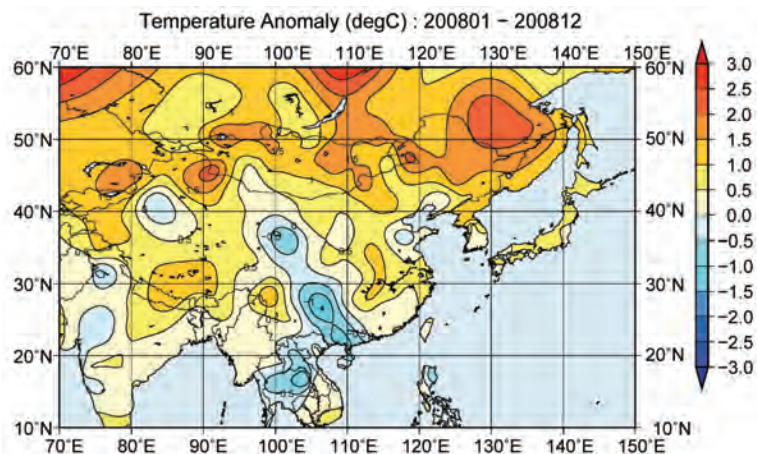 Temperature Anomaly (degC) : 200801 − 200812
70°E 80°E 90°E 100°E 110°E 120°E 130°E 140°E 150°E
60°N 60°N 3.0
2.5
50°N 50°N 2.0
1.5
1.0
40°N 40°N 0.5
0.0
30°N 30°N −0.5
−1.0
20°N 20°N −1.5
−2.0
−2.5
10°N 10°N −3.0
70°E 80°E 90°E 100°E 110°E 120°E 130°E 140°E 150°E